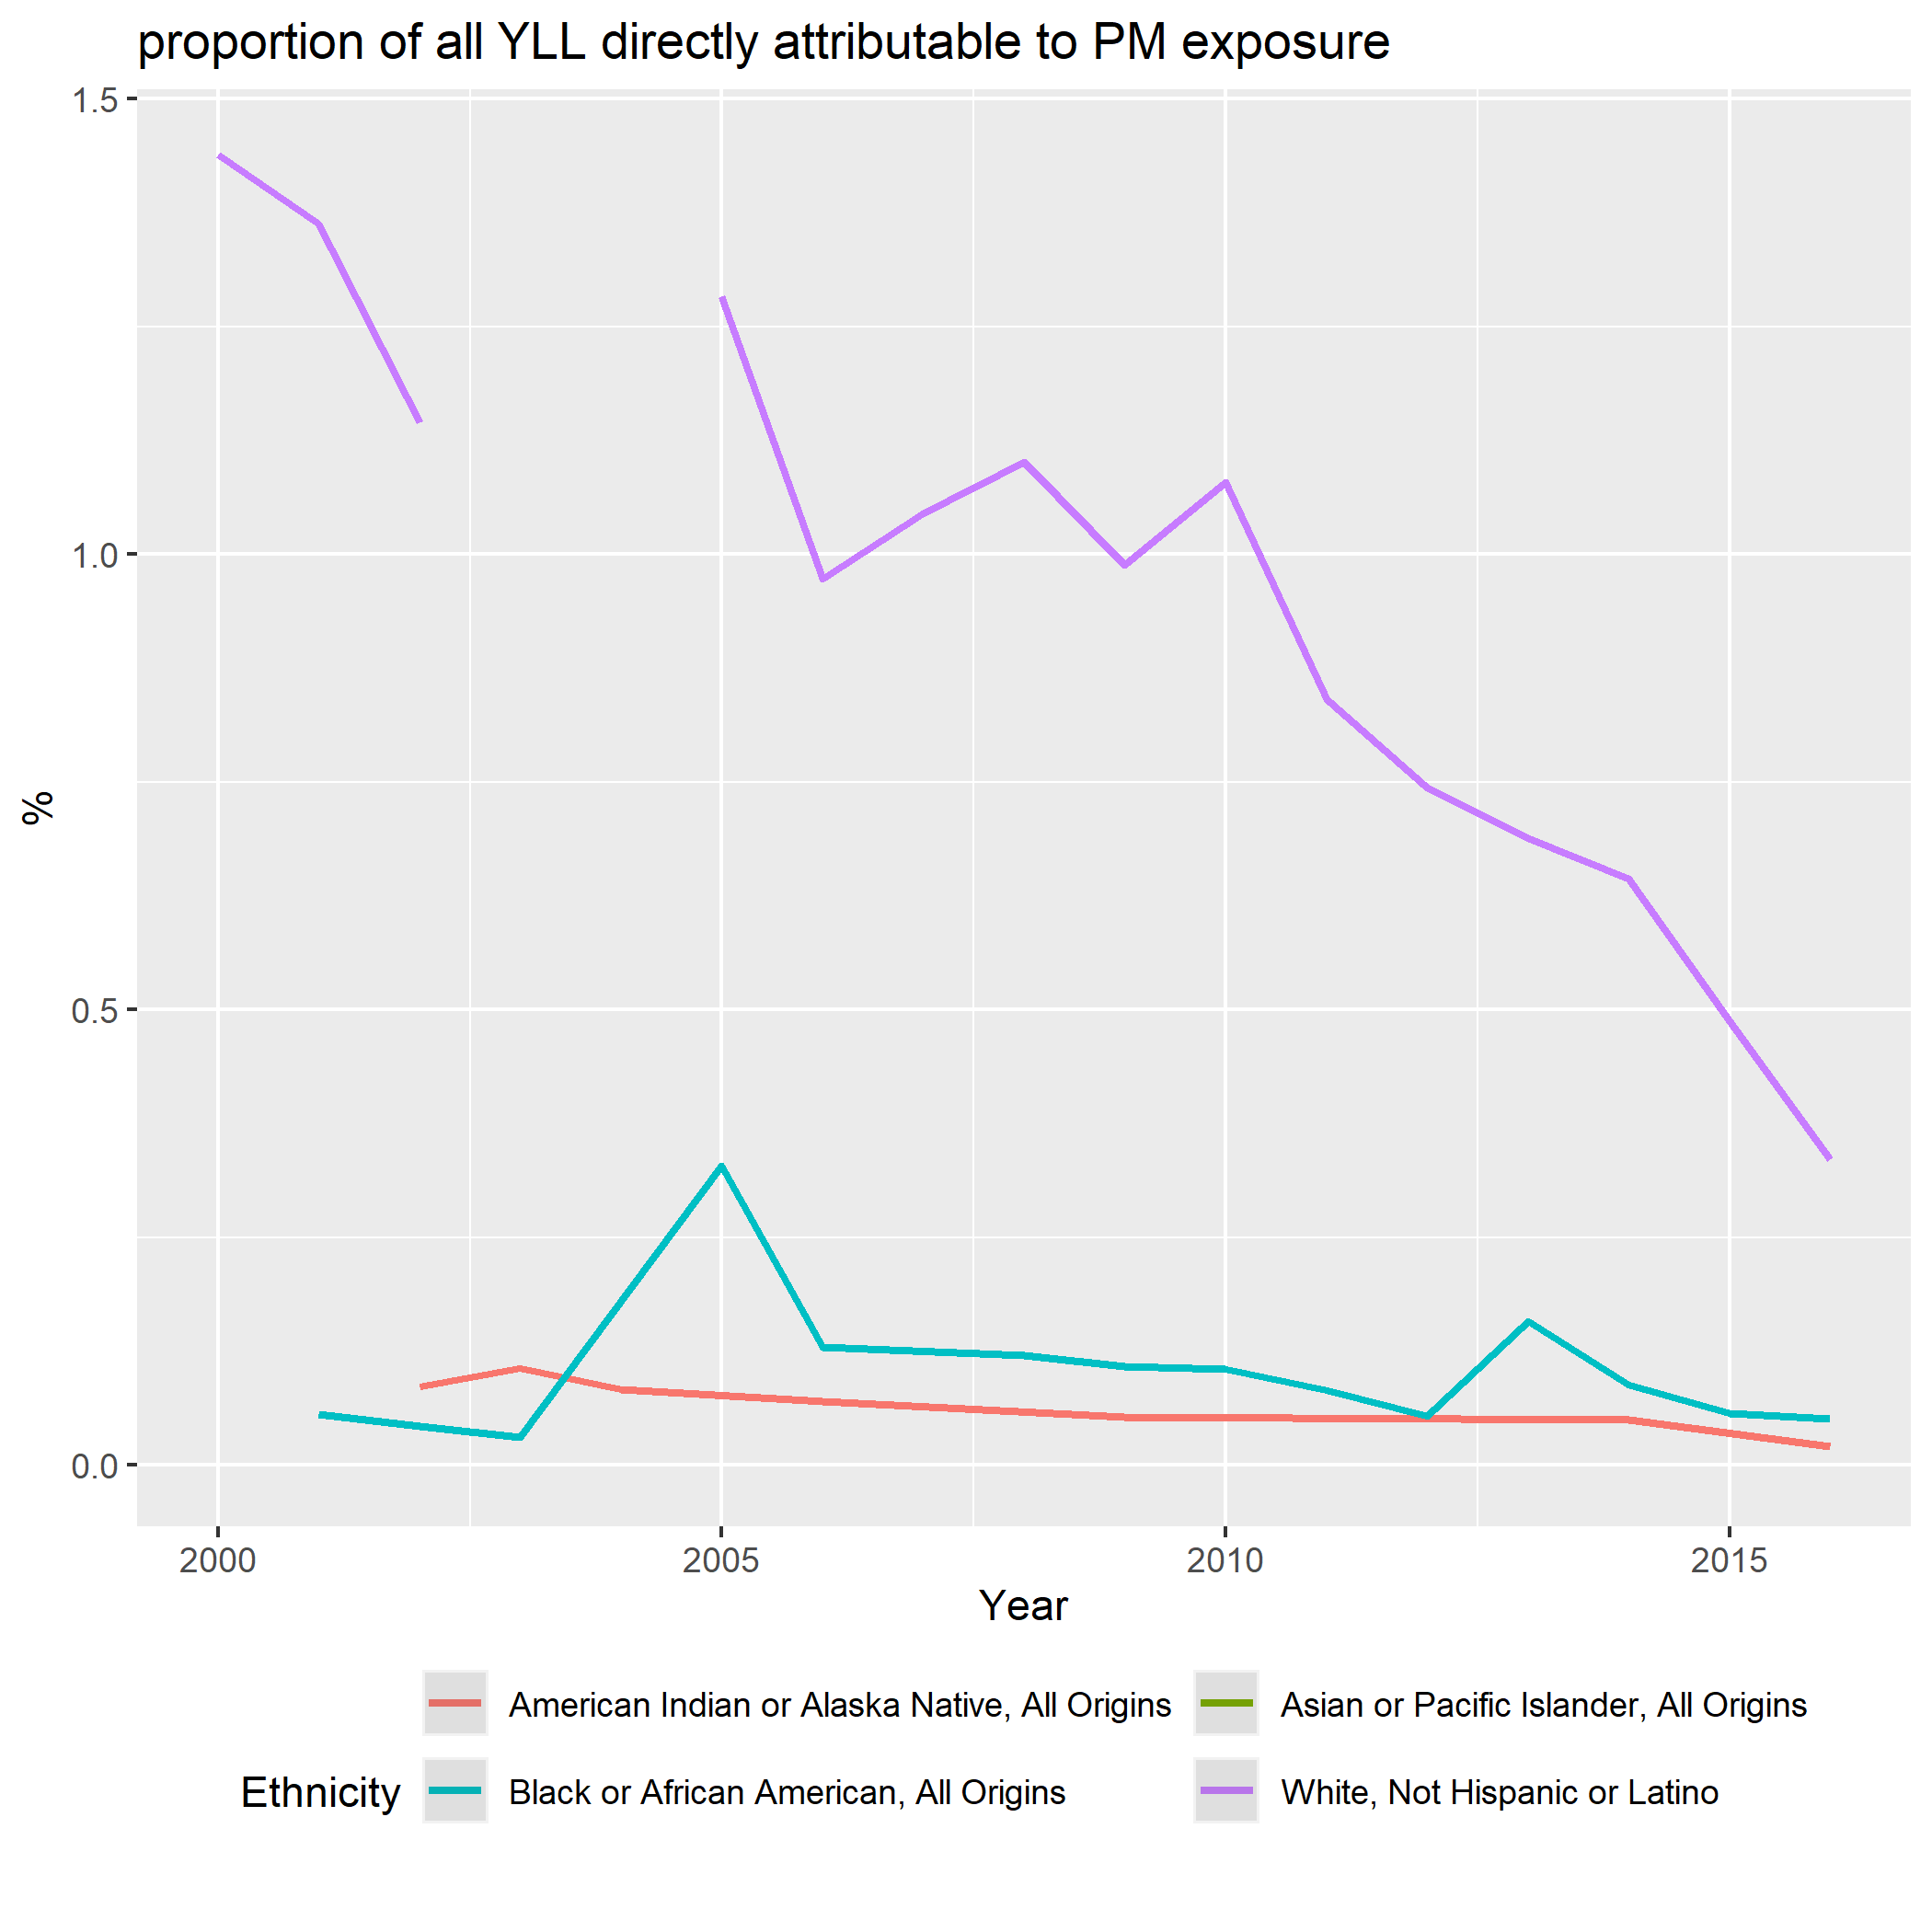 proportion of all YLL directly attributable to PM exposure
1.5
1.0
0.5
0.0
%
2000 2005 2010 2015
Year
Ethnicity
American Indian or Alaska Native, All Origins
Asian or Pacific Islander, All Origins
Black or African American, All Origins
White, Not Hispanic or Latino